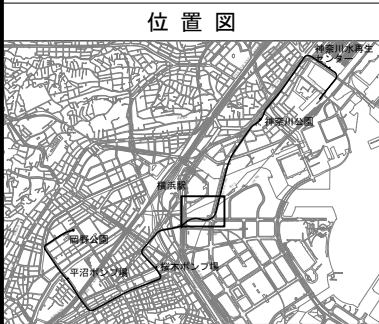 位置図
神奈川水再生
センター
神奈川公園
横浜駅
岡野公園
平沼ポンプ場
桜木ポンプ場